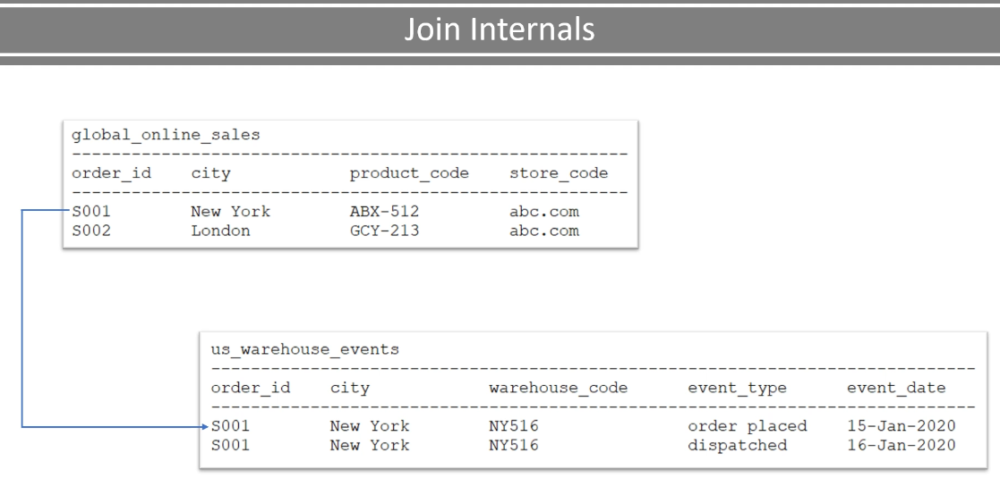 Join Internals
global_online_sales
-------------------------------------------------------
order_id    city            product_code    store_code
-------------------------------------------------------
S001        New York        ABX-512         abc.com
S002        London          GCY-213         abc.com
us_warehouse_events
-----------------------------------------------------------------------------
order_id    city            warehouse_code      event_type      event_date
-----------------------------------------------------------------------------
S001        New York        NY516               order placed    15-Jan-2020
S001        New York        NY516               dispatched      16-Jan-2020